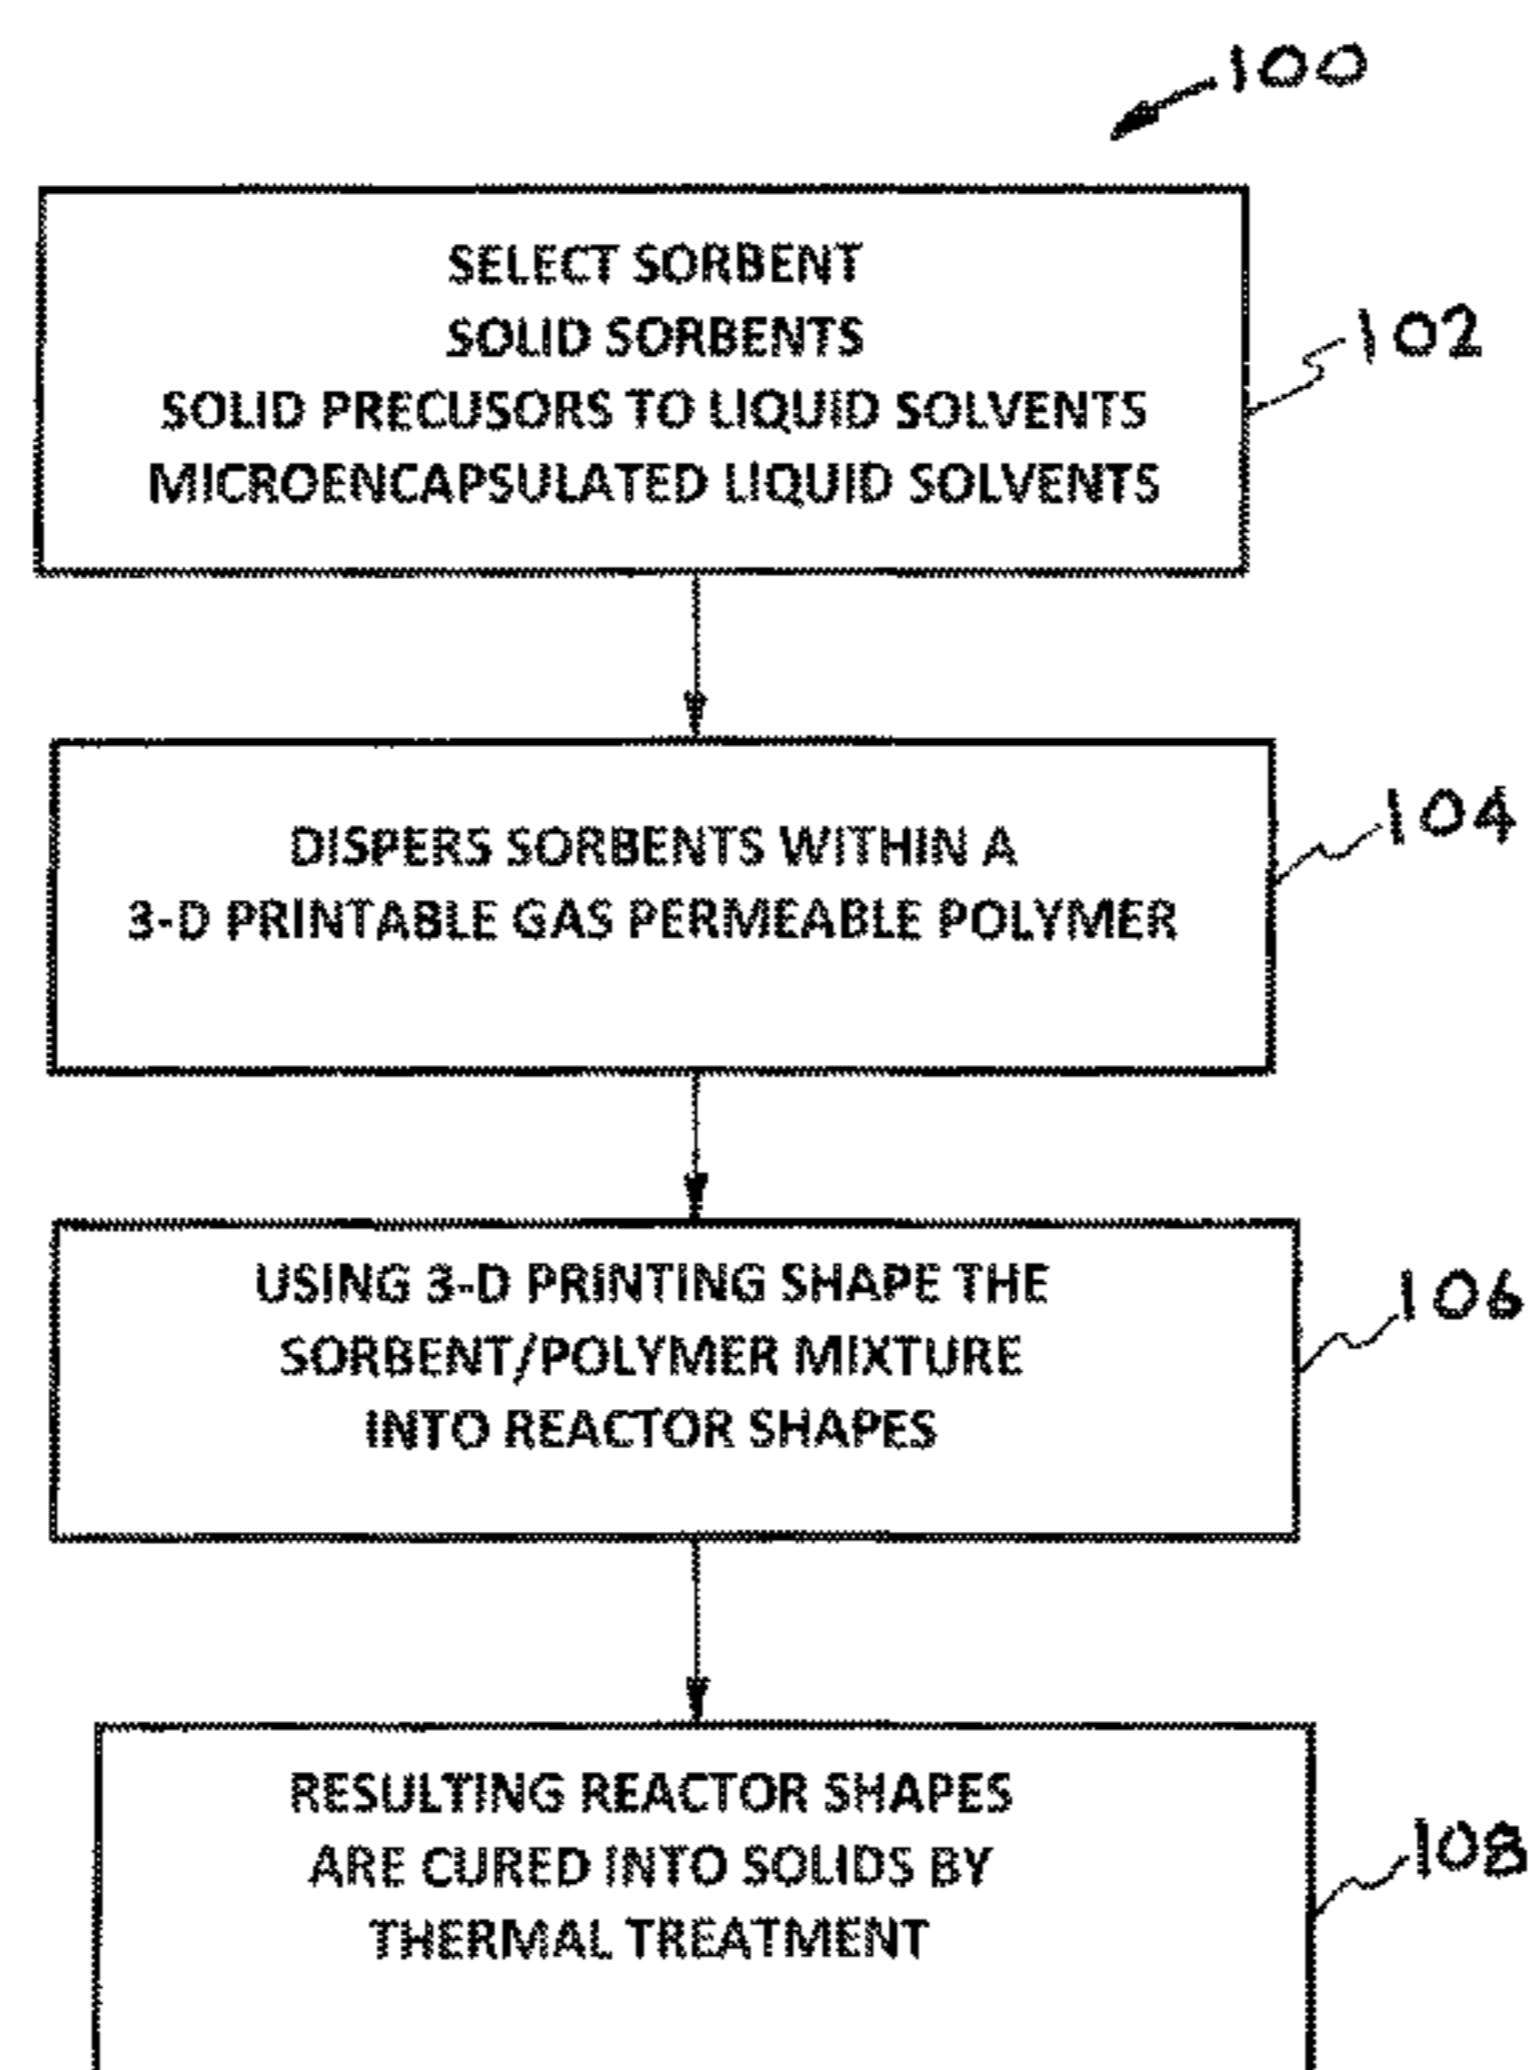 100
SELECT SORBENT
SOLID SORBENTS
SOLID PRECUSORS TO LIQUID SOLVENTS
MICROENCAPSULATED LIQUID SOLVENTS
102
DISPERS SORBENTS WITHIN A
3-D PRINTABLE GAS PERMEABLE POLYMER
104
USING 3-D PRINTING SHAPE THE
SORBENT/POLYMER MIXTURE
INTO REACTOR SHAPES
106
RESULTING REACTOR SHAPES
ARE CURED INTO SOLIDS BY
THERMAL TREATMENT
108